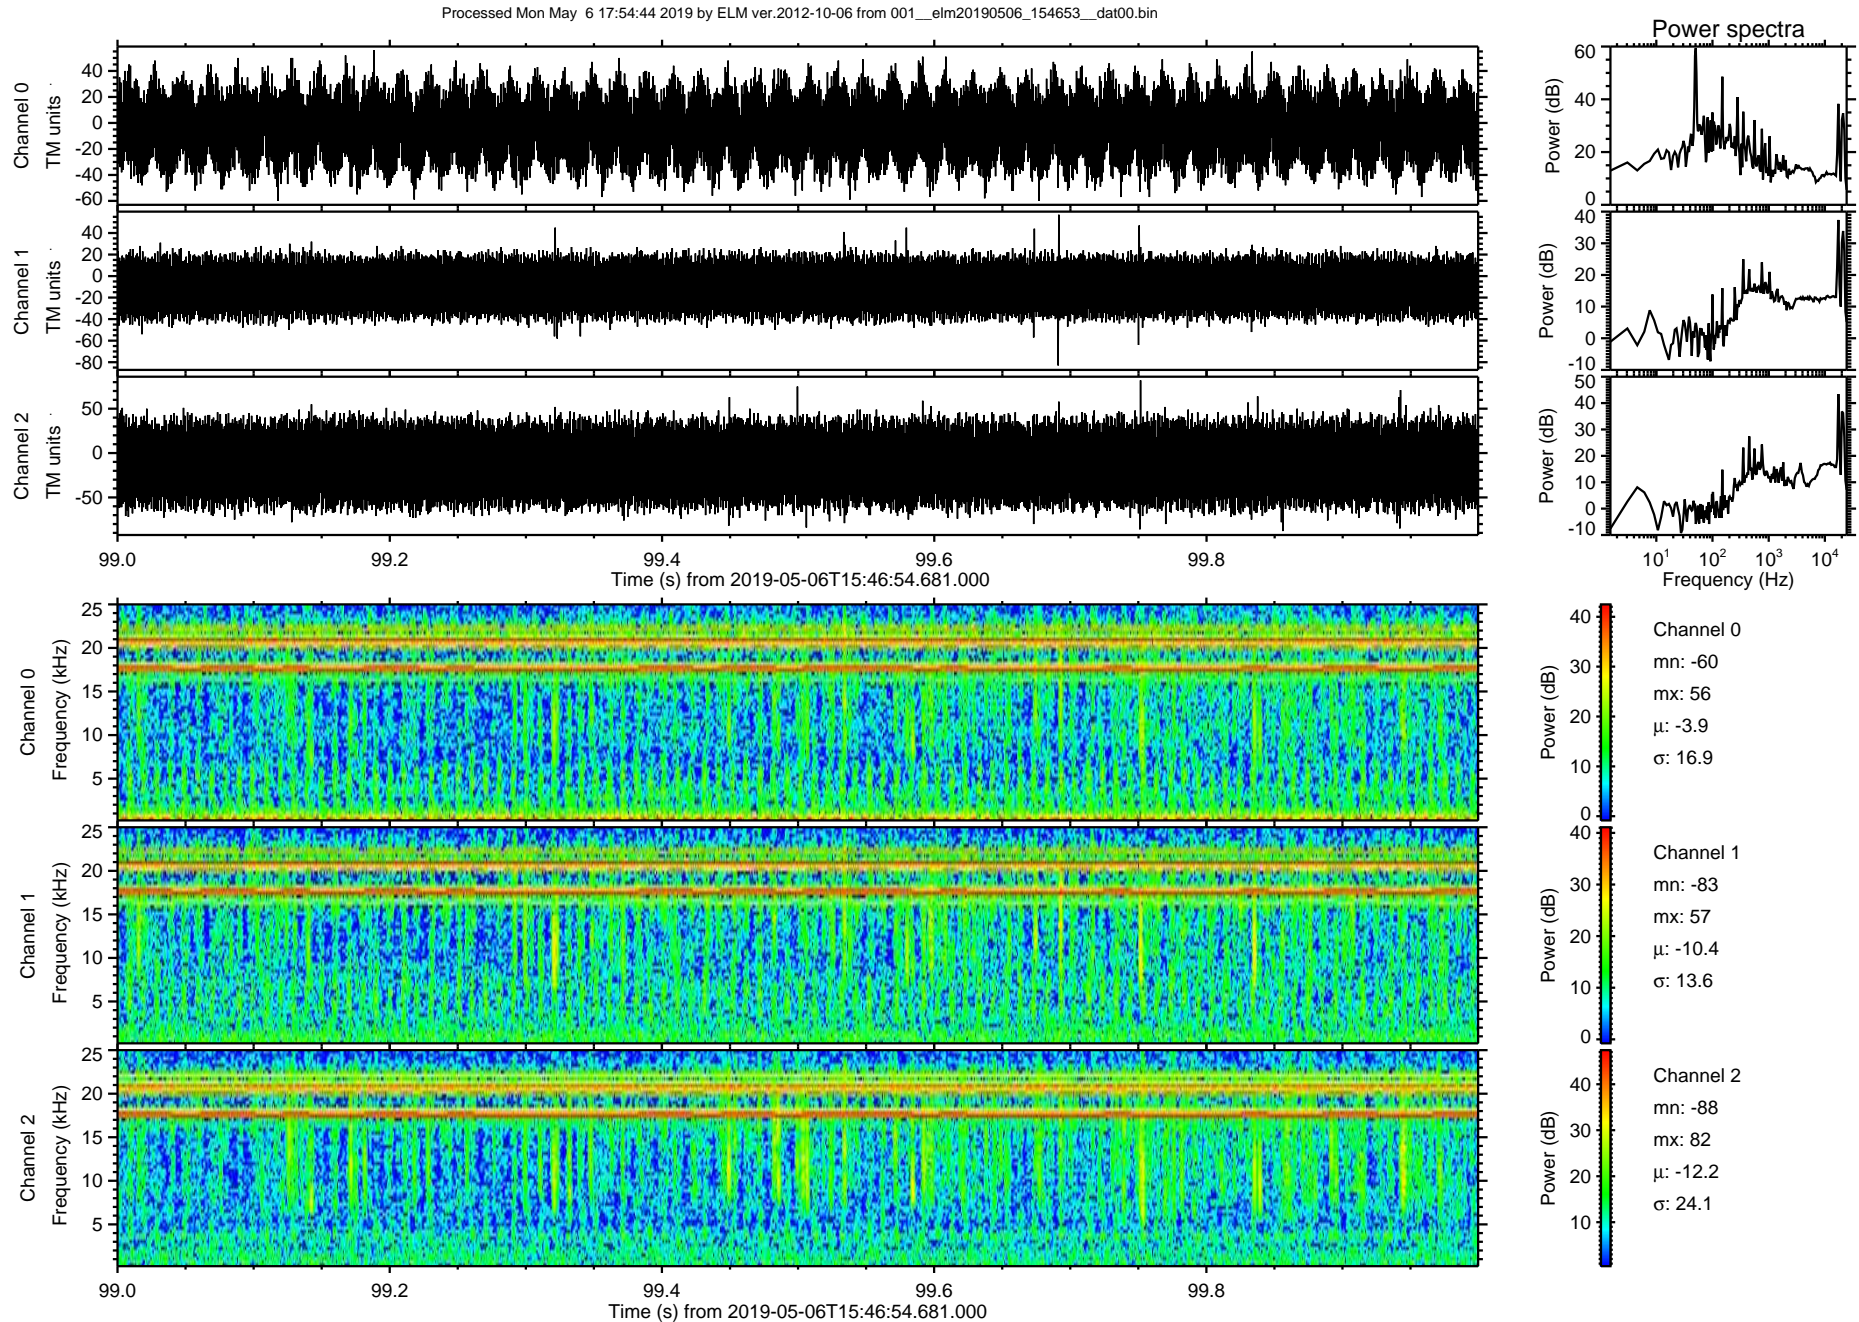 Processed Mon May  6 17:54:44 2019 by ELM ver.2012-10-06 from 001__elm20190506_154653__dat00.bin
Power spectra
Channel 0
TM units
40
20
0
-20
-40
-60
Power (dB)
60
40
20
0
Channel 1
TM units
40
20
0
-20
-40
-60
-80
Power (dB)
40
30
20
10
0
-10
Channel 2
TM units
50
0
-50
Power (dB)
50
40
30
20
10
0
-10
99.0 99.2 99.4 99.6 99.8
Time (s) from 2019-05-06T15:46:54.681.000
10¹ 10² 10³ 10⁴
Frequency (Hz)
Channel 0
Frequency (kHz)
25
20
15
10
5
Power (dB)
40
30
20
10
0
Channel 0
mn: -60
mx: 56
μ: -3.9
σ: 16.9
Channel 1
Frequency (kHz)
25
20
15
10
5
Power (dB)
40
30
20
10
0
Channel 1
mn: -83
mx: 57
μ: -10.4
σ: 13.6
Channel 2
Frequency (kHz)
25
20
15
10
5
Power (dB)
40
30
20
10
Channel 2
mn: -88
mx: 82
μ: -12.2
σ: 24.1
99.0 99.2 99.4 99.6 99.8
Time (s) from 2019-05-06T15:46:54.681.000